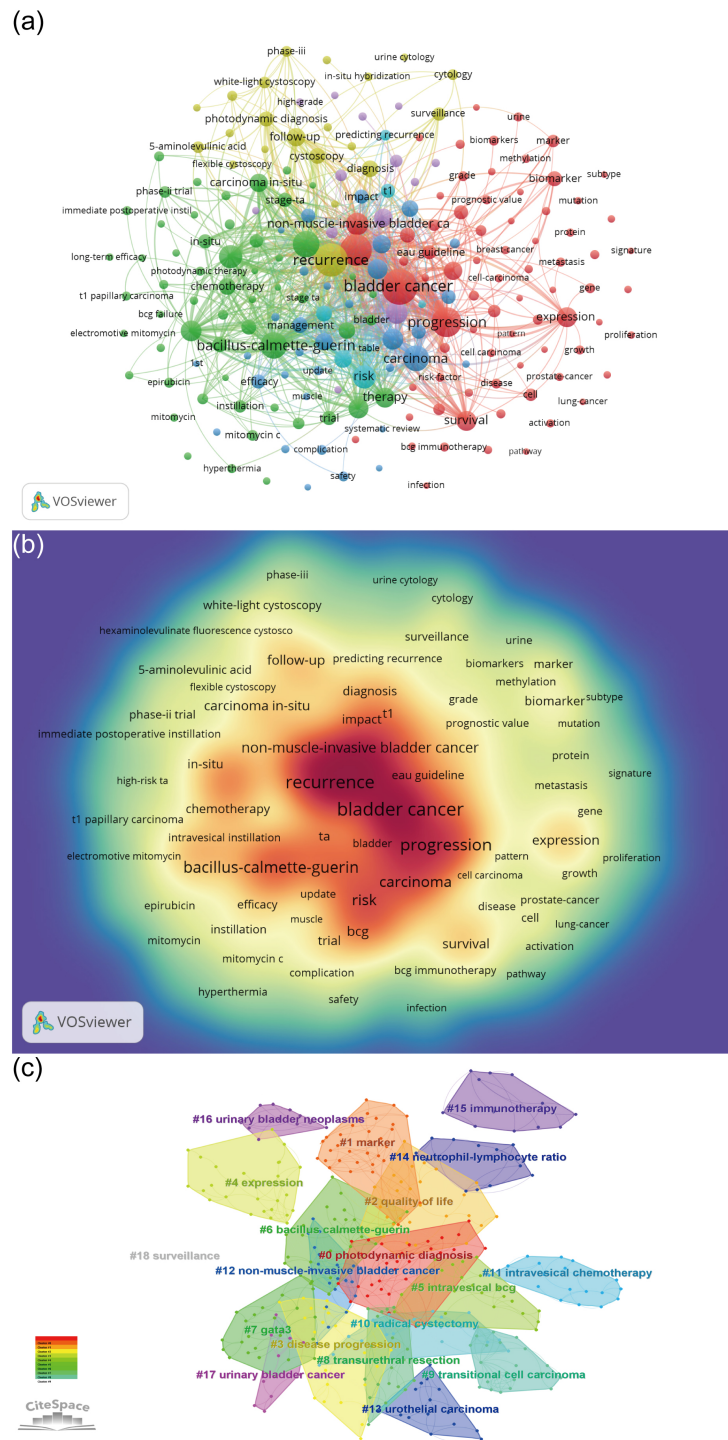 (a)
phase-iii
urine cytology
white-light cystoscopy
in-situ hybridization
cytology
high-grade
photodynamic diagnosis
surveillance
urine
follow-up
predicting recurrence
biomarkers
marker
5-aminolevulinic acid
cystoscopy
methylation
flexible cystoscopy
diagnosis
grade
biomarker
subtype
carcinoma in-situ
impact
t1
phase-ii trial
stage-ta
prognostic value
mutation
immediate postoperative instil
non-muscle-invasive bladder ca
protein
in-situ
eau guideline
breast-cancer
signature
long-term efficacy
recurrence
metastasis
photodynamic therapy
cell-carcinoma
chemotherapy
bladder cancer
gene
t1 papillary carcinoma
stage ta
bcg failure
management
bladder
progression
expression
electromotive mitomycin
pattern
proliferation
bacillus-calmette-guerin
table
carcinoma
cell carcinoma
growth
1st
update
risk
risk-factor
prostate-cancer
epirubicin
efficacy
disease
muscle
therapy
cell
lung-cancer
mitomycin
instillation
trial
survival
activation
mitomycin c
systematic review
complication
bcg immunotherapy
pathway
hyperthermia
safety
infection
VOSviewer
(b)
phase-iii
urine cytology
white-light cystoscopy
cytology
hexaminolevulinate fluorescence cystosco
surveillance
urine
follow-up
predicting recurrence
biomarkers
marker
5-aminolevulinic acid
methylation
flexible cystoscopy
diagnosis
grade
biomarker
subtype
carcinoma in-situ
phase-ii trial
impact
t1
prognostic value
mutation
immediate postoperative instillation
non-muscle-invasive bladder cancer
protein
in-situ
high-risk ta
recurrence
eau guideline
metastasis
signature
chemotherapy
bladder cancer
gene
t1 papillary carcinoma
intravesical instillation
ta
bladder
progression
expression
electromotive mitomycin
bacillus-calmette-guerin
pattern
proliferation
carcinoma
cell carcinoma
growth
update
risk
epirubicin
efficacy
disease
prostate-cancer
muscle
cell
instillation
bcg
lung-cancer
mitomycin
trial
survival
activation
mitomycin c
complication
bcg immunotherapy
pathway
hyperthermia
safety
infection
VOSviewer
(c)
#15 immunotherapy
#16 urinary bladder neoplasms
#1 marker
#14 neutrophil-lymphocyte ratio
#4 expression
#2 quality of life
#6 bacillus calmette-guerin
#18 surveillance
#0 photodynamic diagnosis
#12 non-muscle-invasive bladder cancer
#11 intravesical chemotherapy
#5 intravesical bcg
#10 radical cystectomy
#7 gata3
#3 disease progression
#8 transurethral resection
#17 urinary bladder cancer
#9 transitional cell carcinoma
#13 urothelial carcinoma
CiteSpace